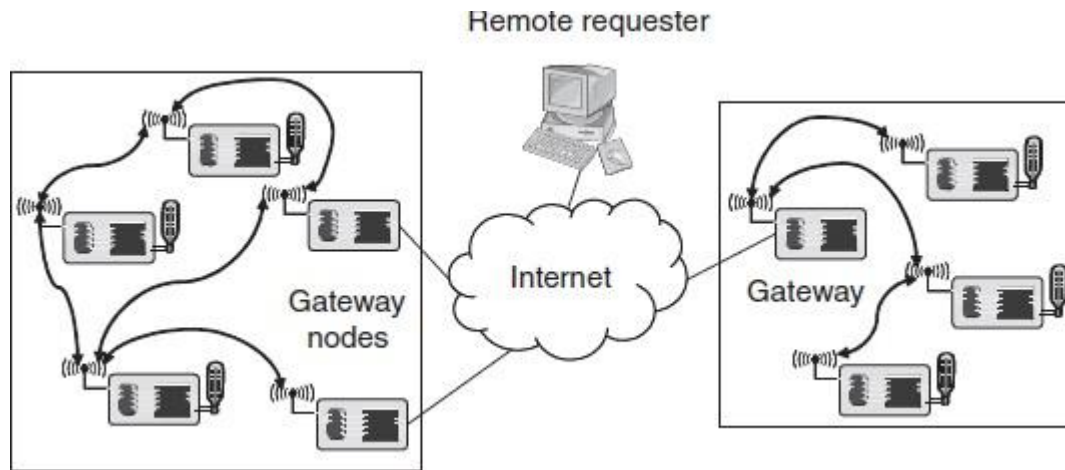 Remote requester
Internet
Gateway
nodes
Gateway